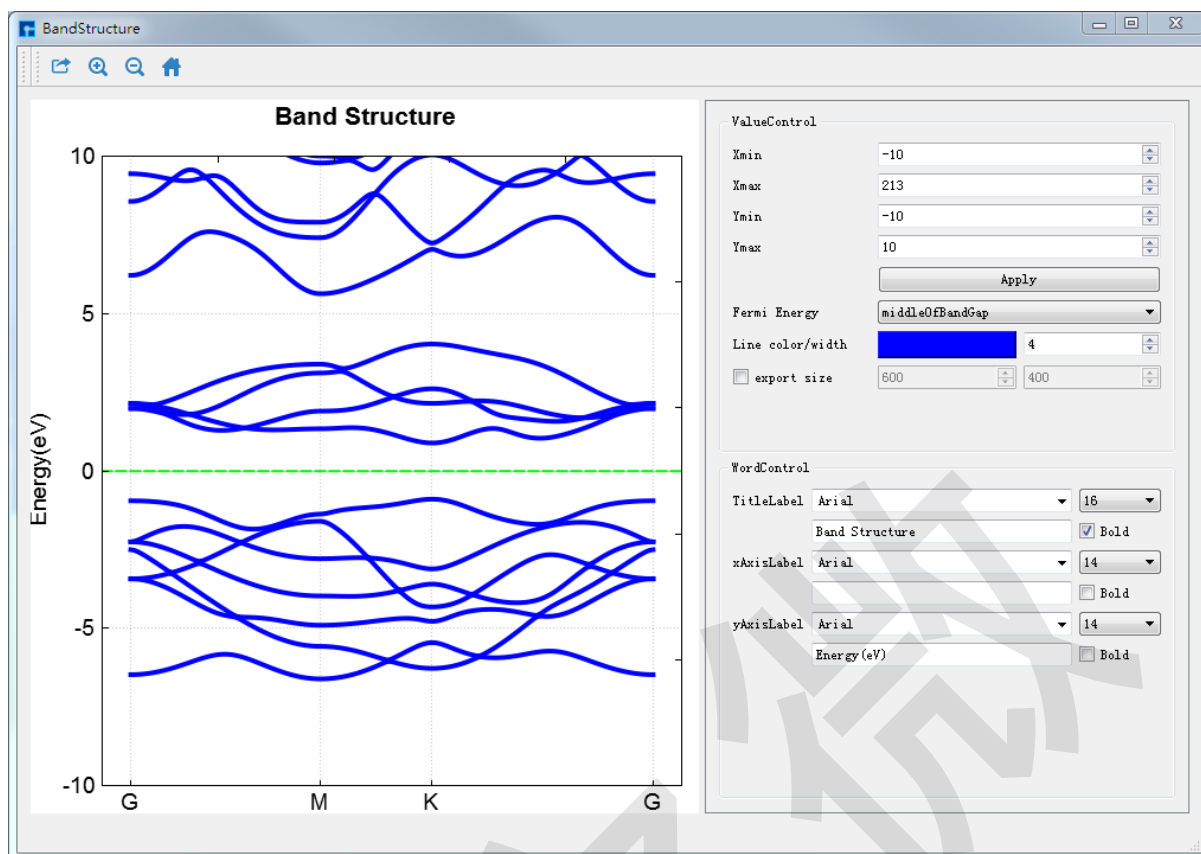 BandStructure
Band Structure
10
5
0
-5
-10
Energy(eV)
G M K G
ValueControl
Xmin -10
Xmax 213
Ymin -10
Ymax 10
Apply
Fermi Energy middleOfBandGap
Line color/width 4
export size 600 400
WordControl
TitleLabel Arial 16
Band Structure Bold
xAxisLabel Arial 14
Bold
yAxisLabel Arial 14
Energy(eV) Bold